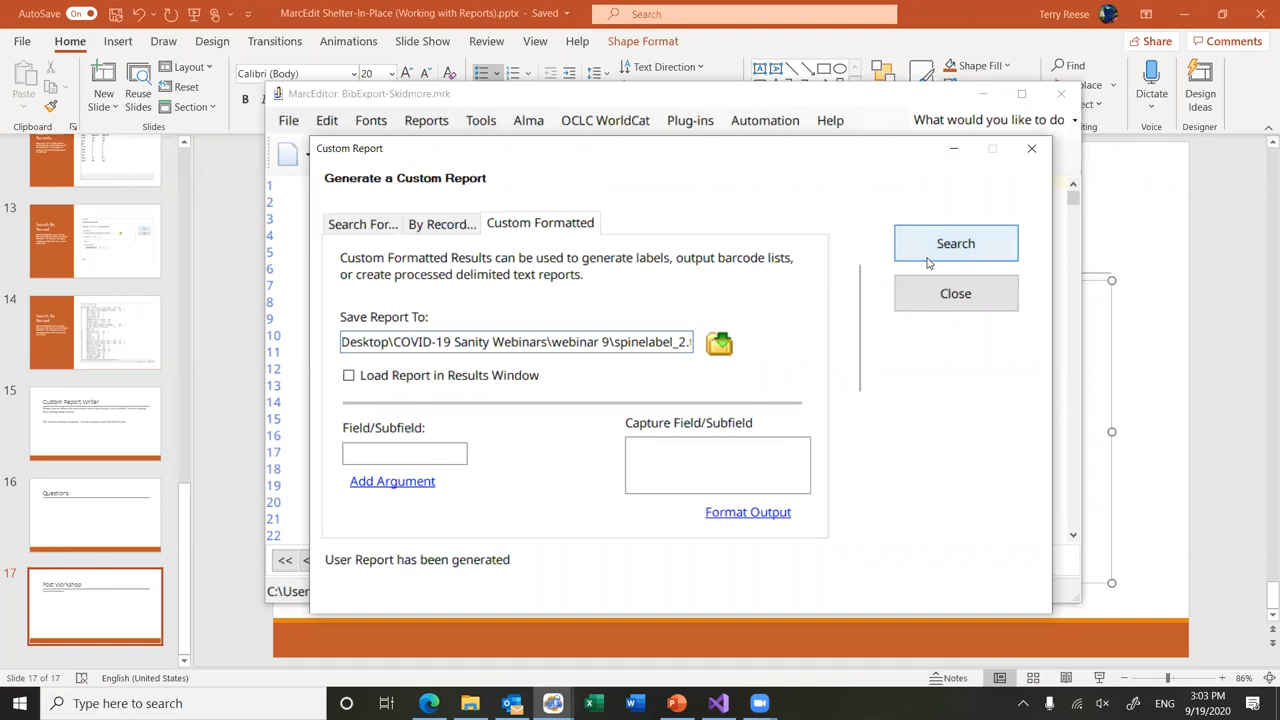 AutoSave On MarcEdit Shelter-In-Place (Working with Reports).pptx - Saved Search Terry Reese
File Home Insert Draw Design Transitions Animations Slide Show Review View Help Shape Format Share Comments
Paste New Slide Reuse Slides Layout Reset Section Calibri (Body) 20 Text Direction Shape Fill Find Dictate Design Ideas
B
Clipboard Slides Voice Designer
MarcEditor: BibExport-Skidmore.mrk
File Edit Fonts Reports Tools Alma OCLC WorldCat Plug-ins Automation Help What would you like to do
Custom Report
Generate a Custom Report
Search For... By Record... Custom Formatted
Custom Formatted Results can be used to generate labels, output barcode lists,
or create processed delimited text reports.
Save Report To:
Desktop\COVID-19 Sanity Webinars\webinar 9\spinelabel_2.
Load Report in Results Window
Field/Subfield:
Add Argument
Capture Field/Subfield
Format Output
User Report has been generated
Search
Close
1
2
3
4
5
6
7
8
9
10
11
12
13
14
15
16
17
18
19
20
21
22
<<
C:\User
13
14
15
Custom Report Writer
16
Questions
17
Post Workshop
Slide 17 of 17 English (United States) Notes 86%
Type here to search
3:03 PM
9/19/2020